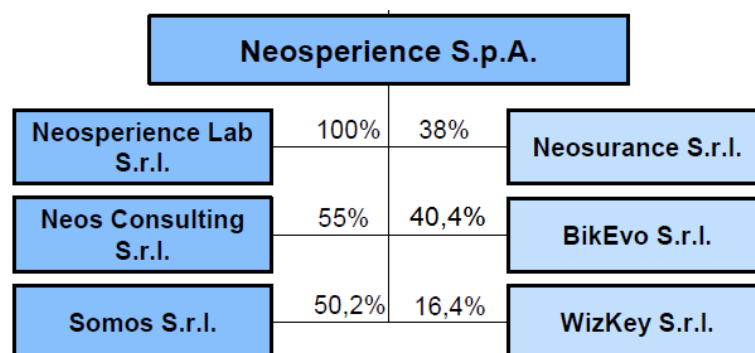 Neosperience S.p.A.
Neosperience Lab
S.r.l.
100%
38%
Neosurance S.r.l.
Neos Consulting
S.r.l.
55%
40,4%
BikEvo S.r.l.
Somos S.r.l.
50,2%
16,4%
WizKey S.r.l.